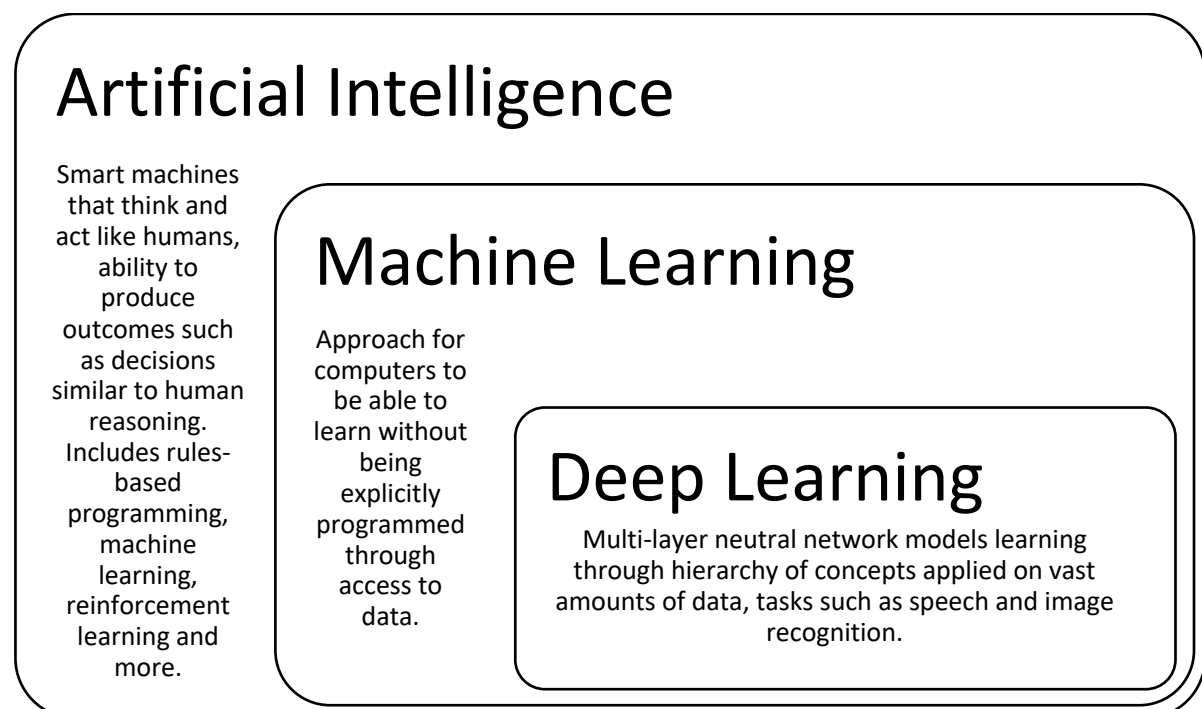 Artificial Intelligence
Smart machines
that think and
act like humans,
ability to
produce
outcomes such
as decisions
similar to human
reasoning.
Includes rules-
based
programming,
machine
learning,
reinforcement
learning and
more.
Machine Learning
Approach for
computers to
be able to
learn without
being
explicitly
programmed
through
access to
data.
Deep Learning
Multi-layer neutral network models learning
through hierarchy of concepts applied on vast
amounts of data, tasks such as speech and image
recognition.